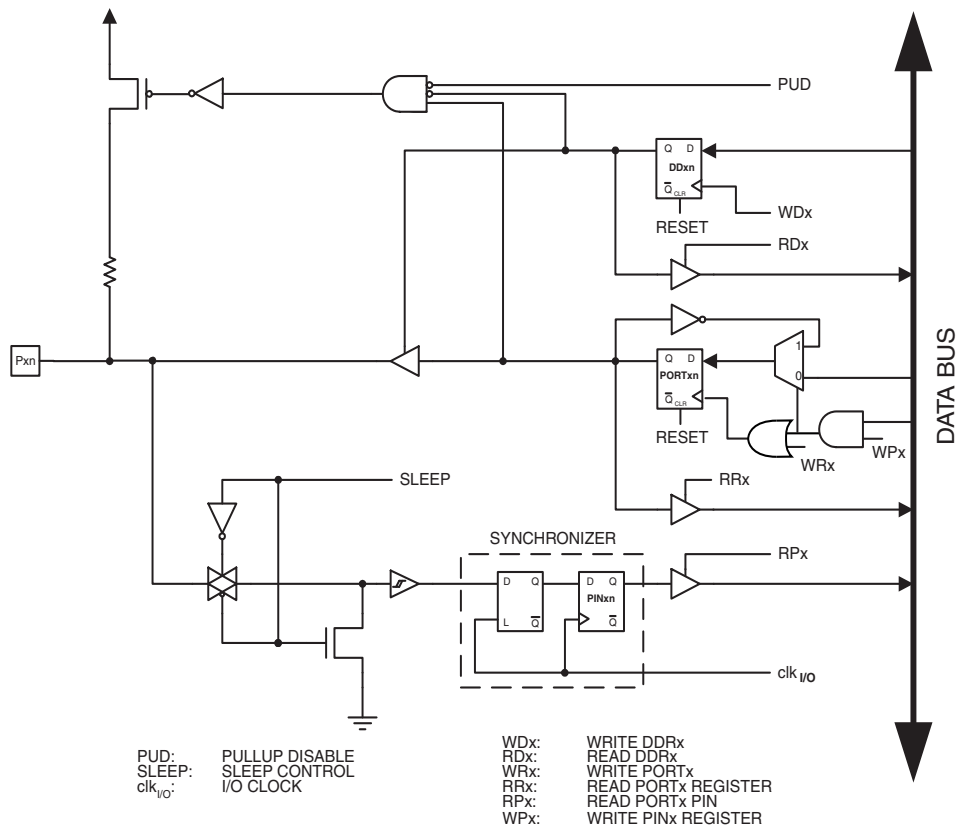 PUD
Q D
DDxn
Q CLR
WDx
RESET
RDx
Pxn
1
Q D
PORTxn
0
Q CLR
RESET
WRx
WPx
DATA BUS
SLEEP
RRx
SYNCHRONIZER
RPx
D Q
D Q
PINxn
L Q
Q
clk I/O
PUD: PULLUP DISABLE
SLEEP: SLEEP CONTROL
clkI/O: I/O CLOCK
WDx: WRITE DDRx
RDx: READ DDRx
WRx: WRITE PORTx
RRx: READ PORTx REGISTER
RPx: READ PORTx PIN
WPx: WRITE PINx REGISTER